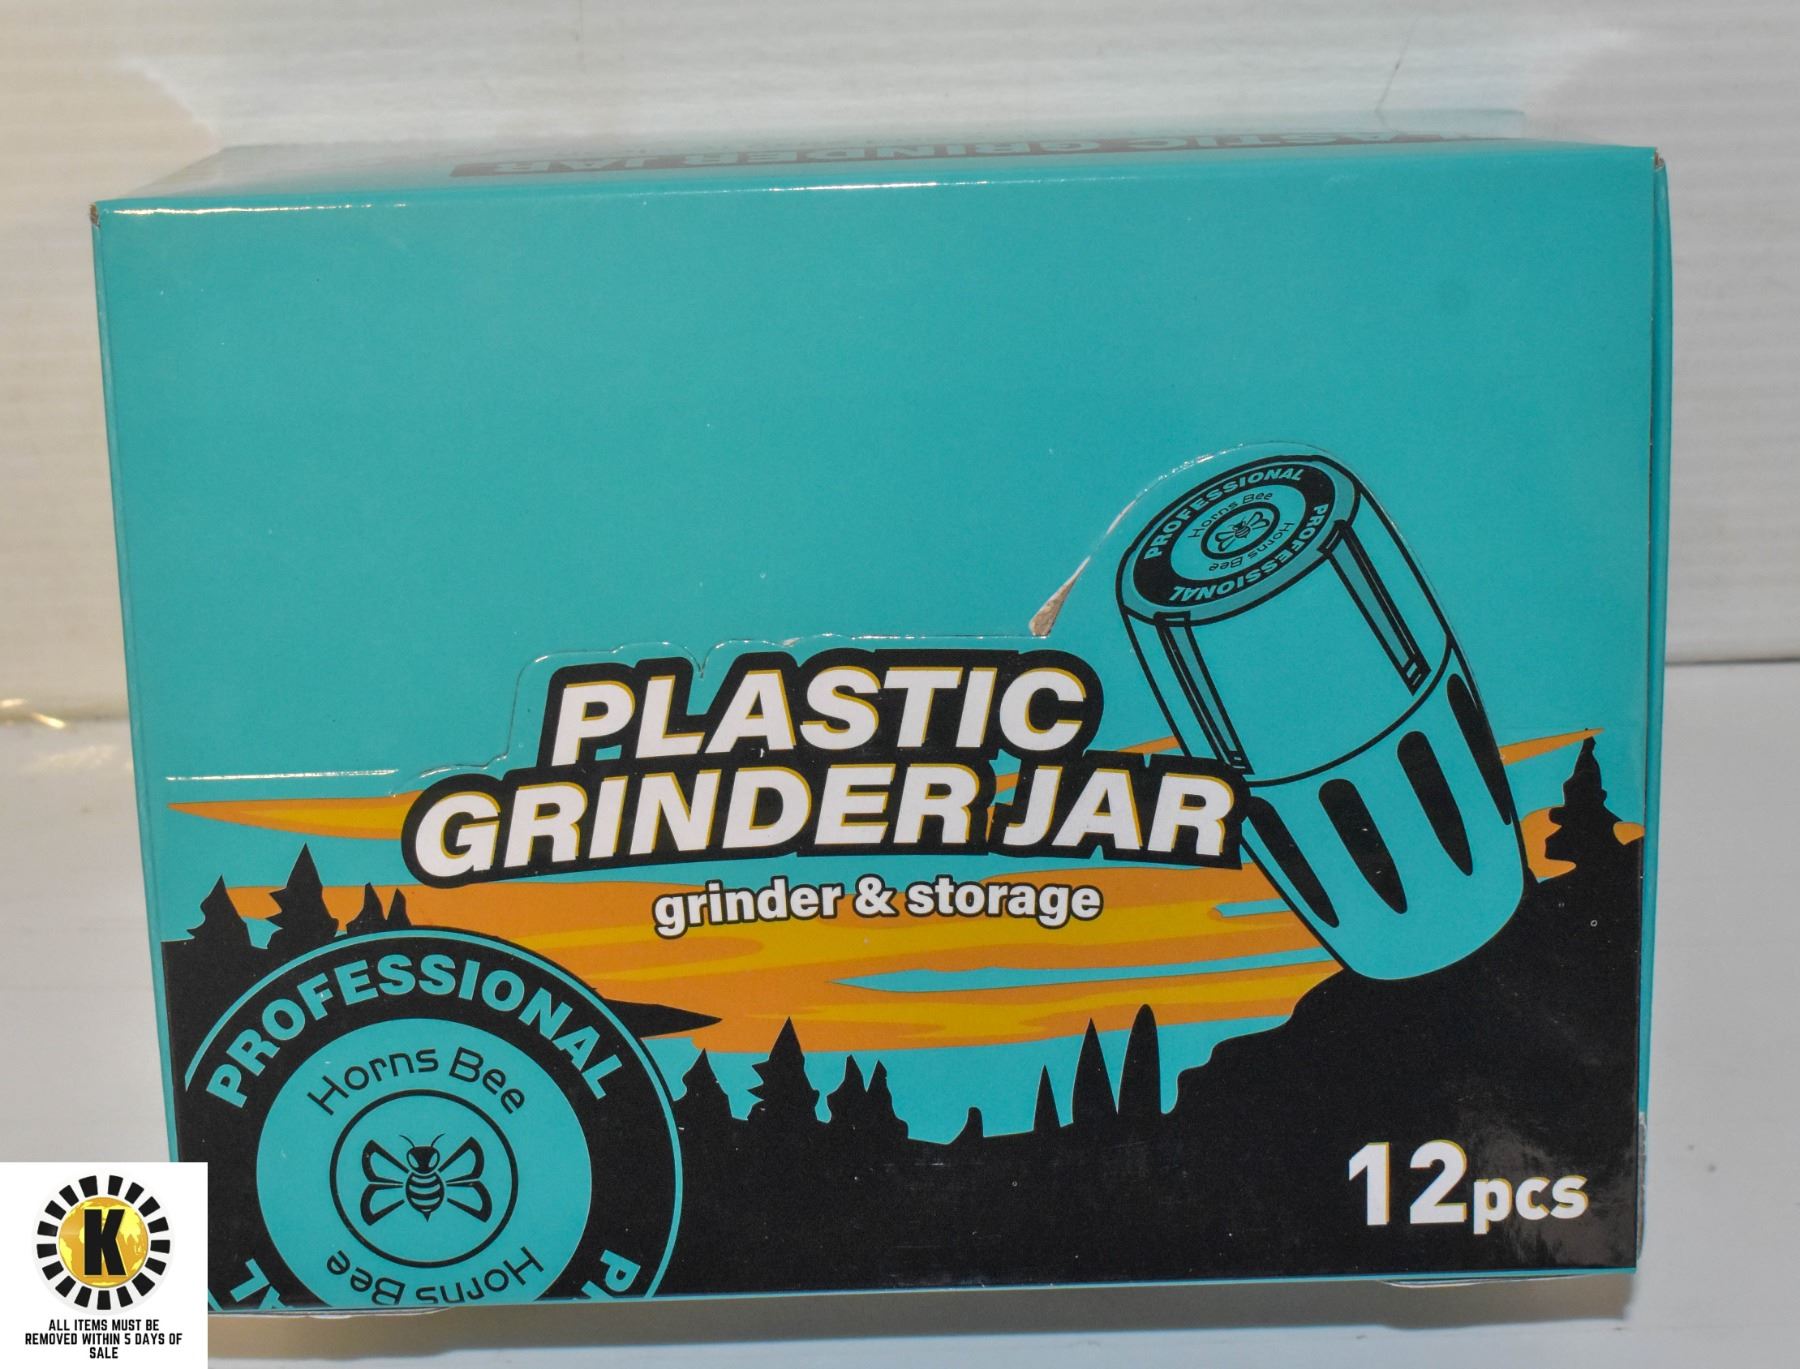 PLASTIC GRINDER JAR
PROFESSIONAL
Horns Bee
Horns Bee
PROFESSIONAL
PROFESSIONAL
PLASTIC
GRINDER JAR
grinder & storage
PROFESSIONAL
Horns Bee
Horns Bee
12pcs
K
ALL ITEMS MUST BE
REMOVED WITHIN 5 DAYS OF
SALE